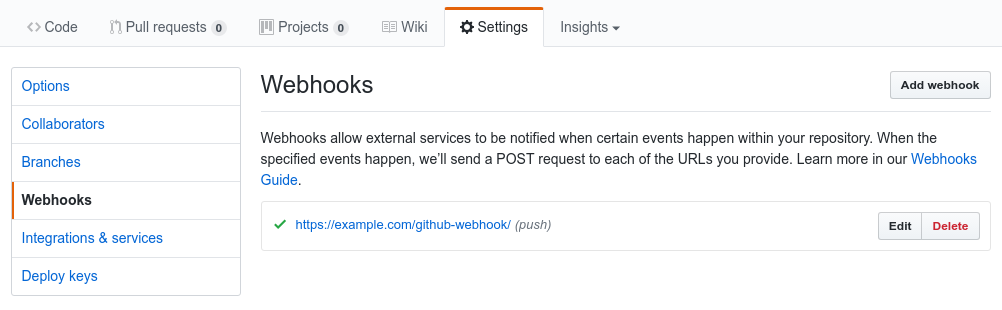 Code Pull requests 0 Projects 0 Wiki Settings Insights
Options
Collaborators
Branches
Webhooks
Integrations & services
Deploy keys
Webhooks
Add webhook
Webhooks allow external services to be notified when certain events happen within your repository. When the
specified events happen, we’ll send a POST request to each of the URLs you provide. Learn more in our Webhooks
Guide.
https://example.com/github-webhook/ (push)
Edit Delete